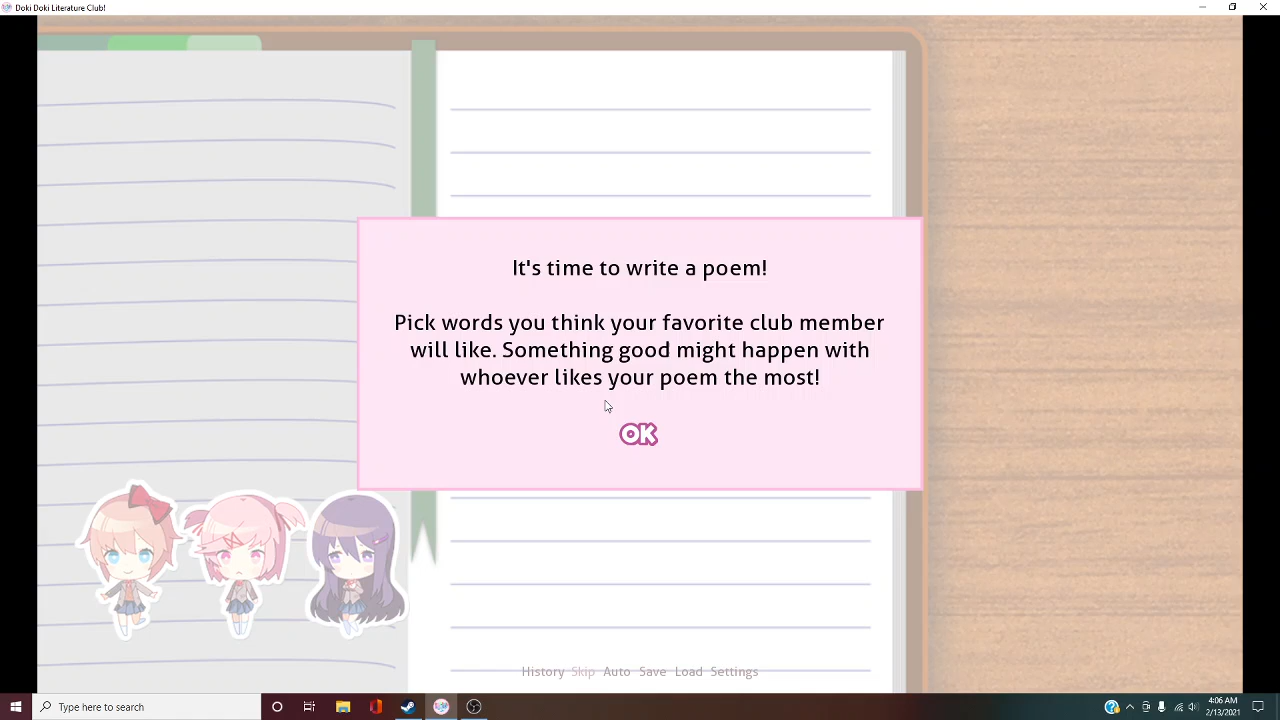 Doki Doki Literature Club!
It's time to write a poem!
Pick words you think your favorite club member
will like. Something good might happen with
whoever likes your poem the most!
OK
History Skip Auto Save Load Settings
Type here to search
4:06 AM
2/13/2021